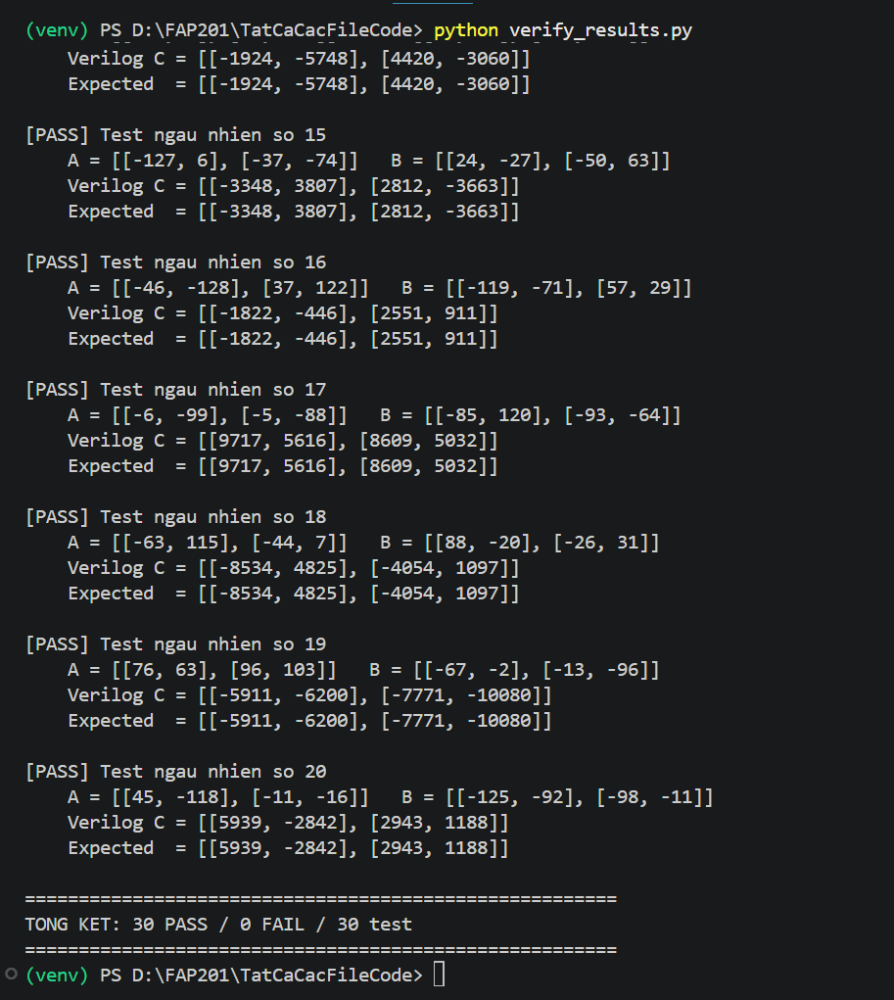 (venv) PS D:\FAP201\TatCaCacFileCode> python verify_results.py
Verilog C = [[-1924, -5748], [4420, -3060]]
Expected  = [[-1924, -5748], [4420, -3060]]
[PASS] Test ngau nhien so 15
A = [[-127, 6], [-37, -74]]   B = [[24, -27], [-50, 63]]
Verilog C = [[-3348, 3807], [2812, -3663]]
Expected  = [[-3348, 3807], [2812, -3663]]
[PASS] Test ngau nhien so 16
A = [[-46, -128], [37, 122]]   B = [[-119, -71], [57, 29]]
Verilog C = [[-1822, -446], [2551, 911]]
Expected  = [[-1822, -446], [2551, 911]]
[PASS] Test ngau nhien so 17
A = [[-6, -99], [-5, -88]]   B = [[-85, 120], [-93, -64]]
Verilog C = [[9717, 5616], [8609, 5032]]
Expected  = [[9717, 5616], [8609, 5032]]
[PASS] Test ngau nhien so 18
A = [[-63, 115], [-44, 7]]   B = [[88, -20], [-26, 31]]
Verilog C = [[-8534, 4825], [-4054, 1097]]
Expected  = [[-8534, 4825], [-4054, 1097]]
[PASS] Test ngau nhien so 19
A = [[76, 63], [96, 103]]   B = [[-67, -2], [-13, -96]]
Verilog C = [[-5911, -6200], [-7771, -10080]]
Expected  = [[-5911, -6200], [-7771, -10080]]
[PASS] Test ngau nhien so 20
A = [[45, -118], [-11, -16]]   B = [[-125, -92], [-98, -11]]
Verilog C = [[5939, -2842], [2943, 1188]]
Expected  = [[5939, -2842], [2943, 1188]]
=======================================================
TONG KET: 30 PASS / 0 FAIL / 30 test
=======================================================
(venv) PS D:\FAP201\TatCaCacFileCode>